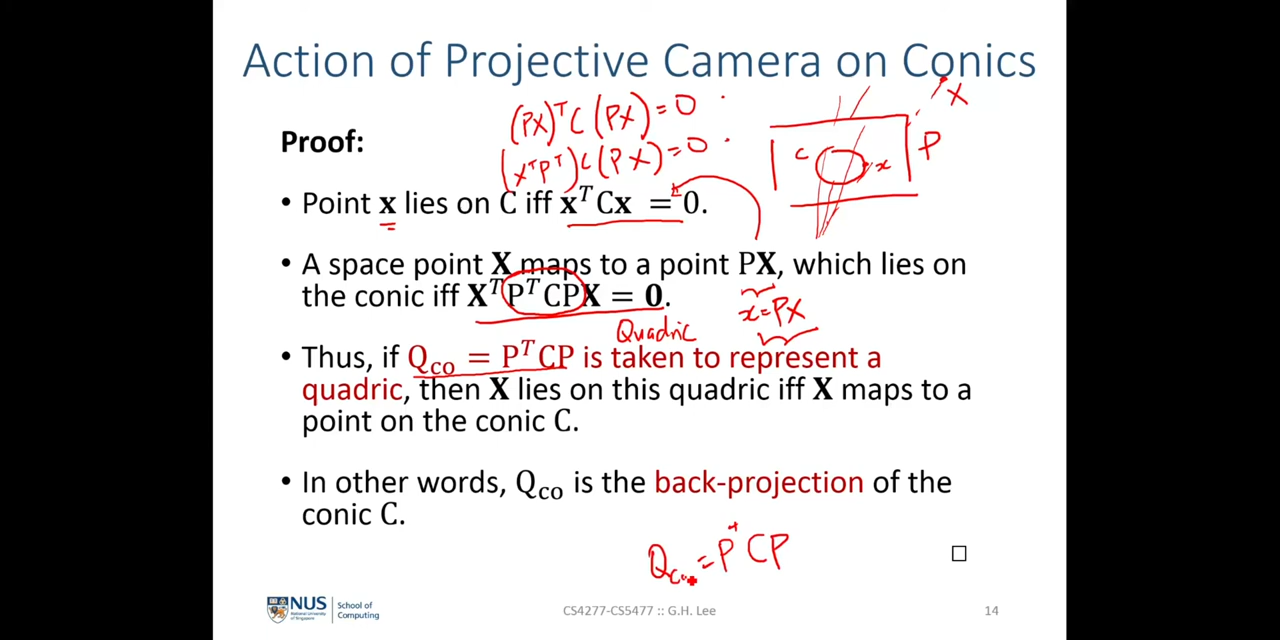 Action of Projective Camera on Conics
(PX)ᵀC(PX)=0
(XᵀPᵀ)C(PX)=0
X
C
x
P
Proof:
• Point x lies on C iff xᵀCx = 0.
• A space point X maps to a point PX, which lies on
the conic iff XᵀPᵀCPX = 0.
x=PX
Quadric
• Thus, if Q_co = PᵀCP is taken to represent a
quadric, then X lies on this quadric iff X maps to a
point on the conic C.
• In other words, Q_co is the back-projection of the
conic C.
Q_co=PᵀCP
□
NUS
National University
of Singapore
School of
Computing
CS4277-CS5477 :: G.H. Lee
14